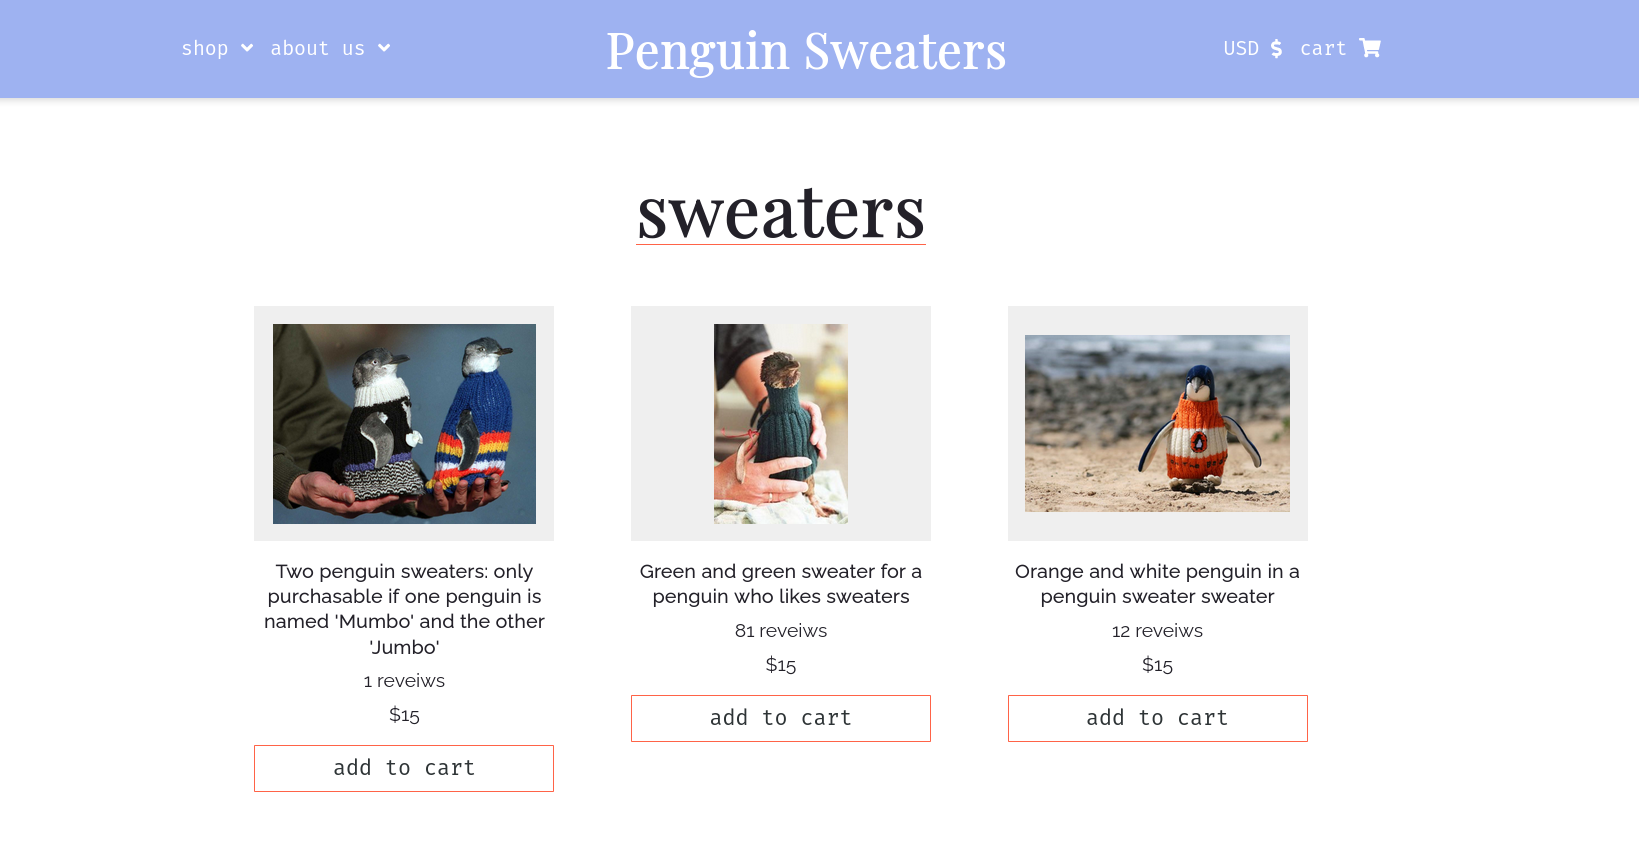 shop about us Penguin Sweaters USD $ cart
sweaters
Two penguin sweaters: only
purchasable if one penguin is
named 'Mumbo' and the other
'Jumbo'
1 reveiws
$15
add to cart
Green and green sweater for a
penguin who likes sweaters
81 reveiws
$15
add to cart
Orange and white penguin in a
penguin sweater sweater
12 reveiws
$15
add to cart